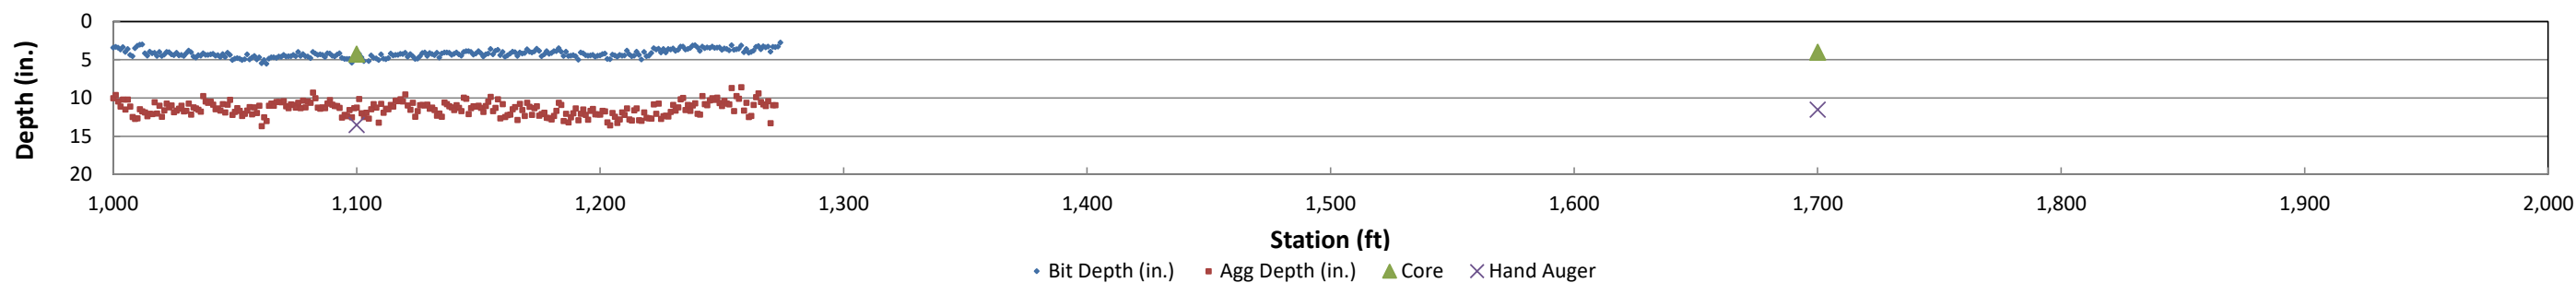 Depth (in.)
0
5
10
15
20
1,000 1,100 1,200 1,300 1,400 1,500 1,600 1,700 1,800 1,900 2,000
Station (ft)
Bit Depth (in.) Agg Depth (in.) Core Hand Auger